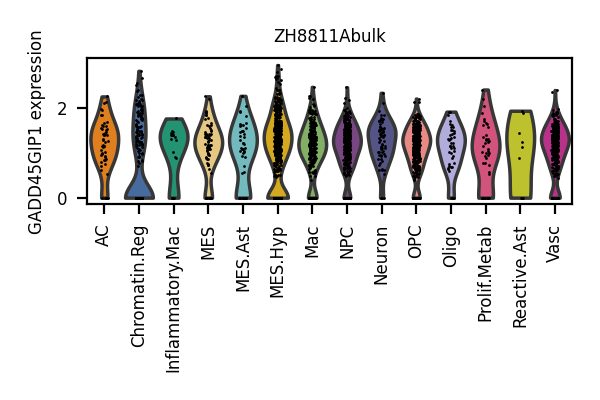 ZH8811Abulk
GADD45GIP1 expression
2
0
AC
Chromatin.Reg
Inflammatory.Mac
MES
MES.Ast
MES.Hyp
Mac
NPC
Neuron
OPC
Oligo
Prolif.Metab
Reactive.Ast
Vasc